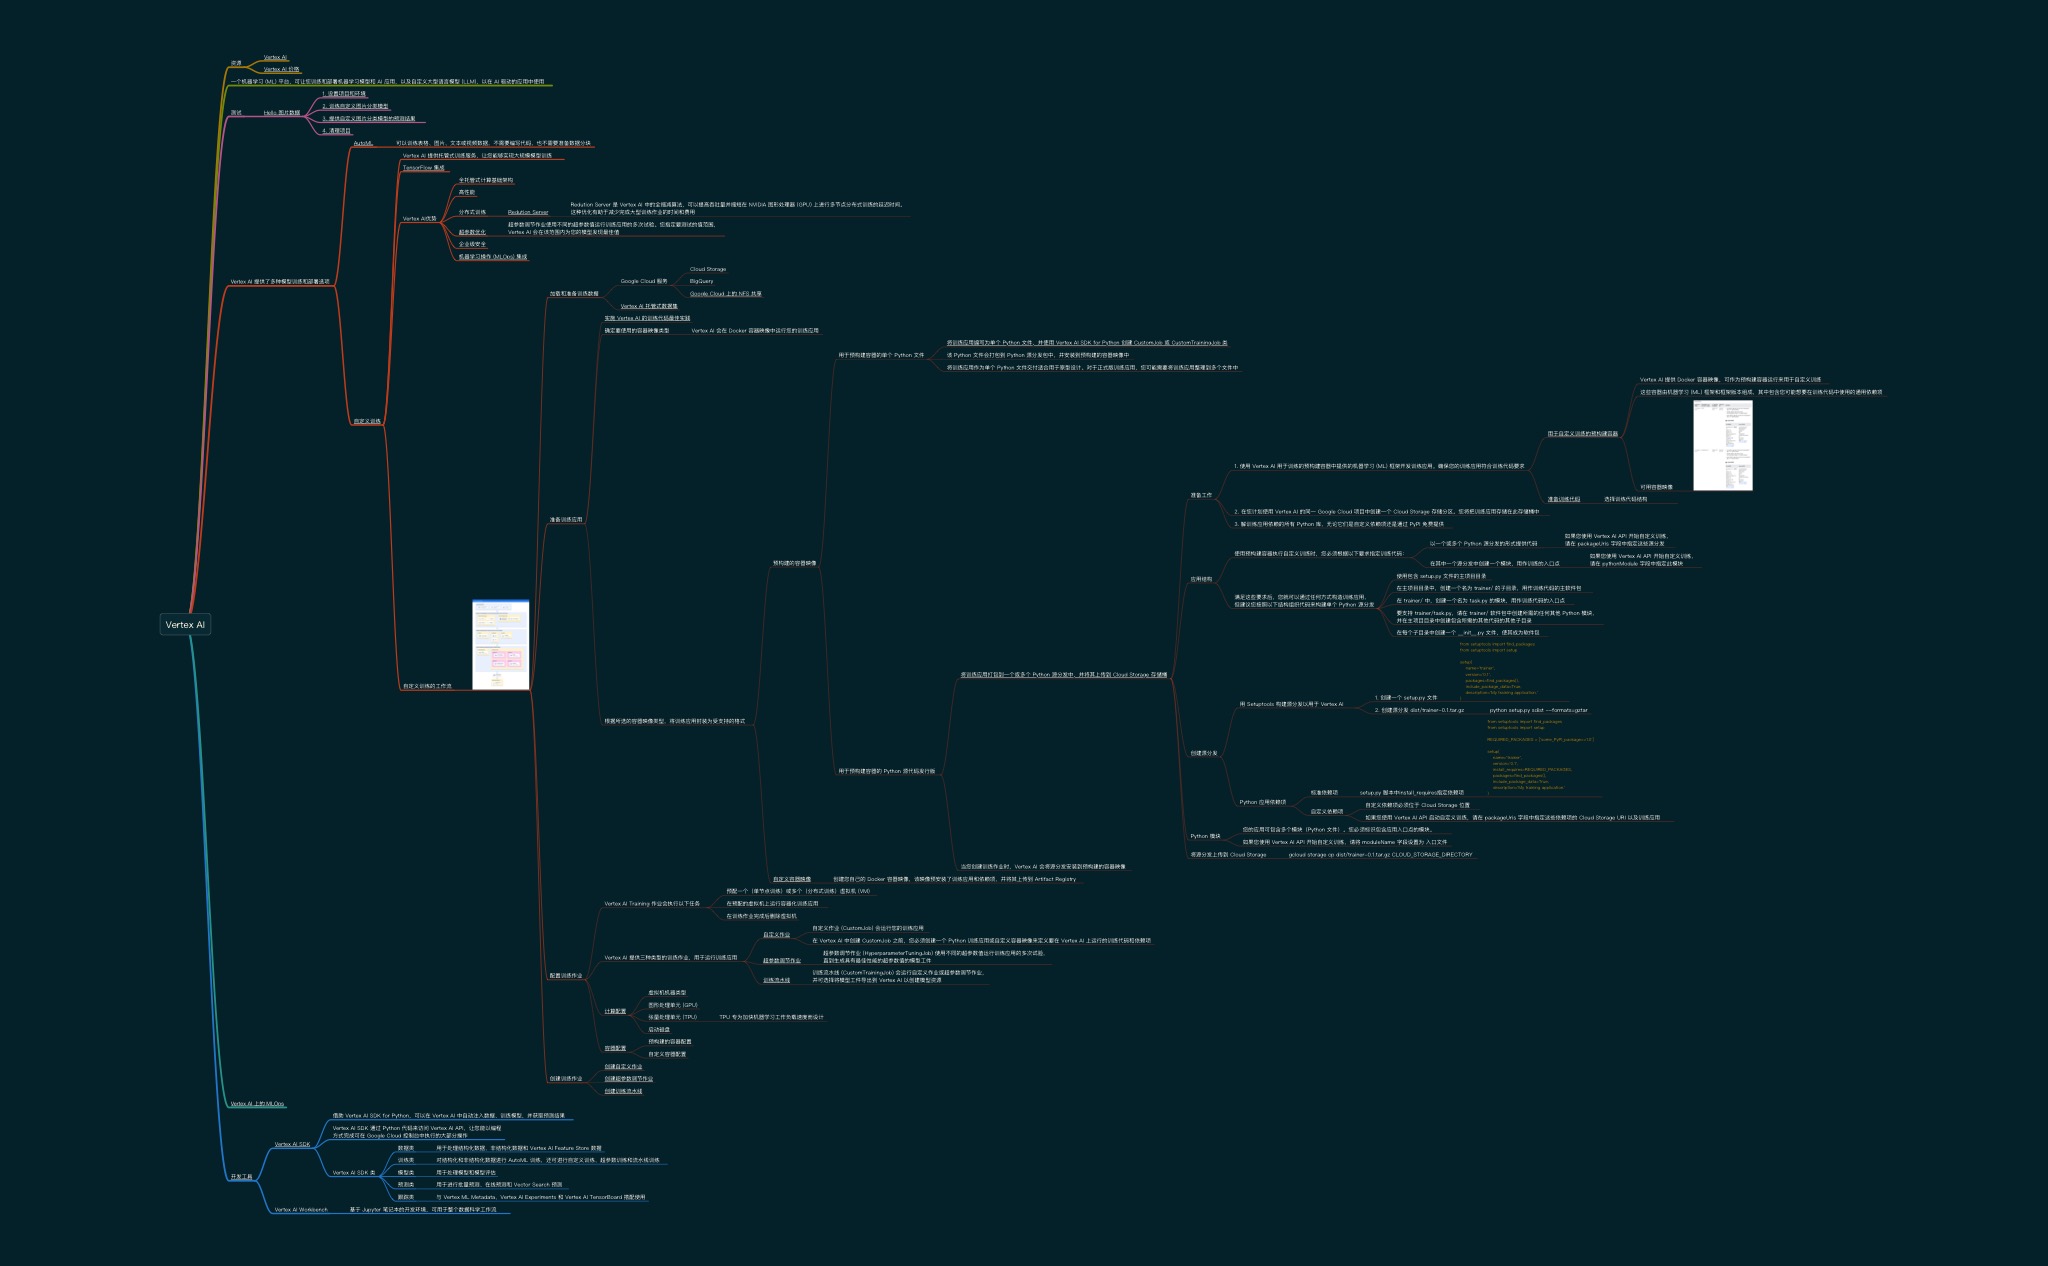 Vertex AI
资源
Vertex AI
Vertex AI 价格
一个机器学习 (ML) 平台，可让您训练和部署机器学习模型和 AI 应用，以及自定义大型语言模型 (LLM)，以在 AI 驱动的应用中使用
测试
Hello 图片数据
1. 设置项目和环境
2. 训练自定义图片分类模型
3. 提供自定义图片分类模型的预测结果
4. 清理项目
Vertex AI 提供了多种模型训练和部署选项
AutoML
可以训练表格、图片、文本或视频数据，不需要编写代码，也不需要准备数据分块
自定义训练
Vertex AI 提供托管式训练服务，让您能够实现大规模模型训练
TensorFlow 集成
Vertex AI优势
全托管式计算基础架构
高性能
分布式训练
Redution Server
Redution Server 是 Vertex AI 中的全缩减算法，可以提高吞吐量并缩短在 NVIDIA 图形处理器 (GPU) 上进行多节点分布式训练的延迟时间。
这种优化有助于减少完成大型训练作业的时间和费用
超参数优化
超参数调节作业使用不同的超参数值运行训练应用的多次试验。您指定要测试的值范围，
Vertex AI 会在该范围内为您的模型发现最佳值
企业级安全
机器学习操作 (MLOps) 集成
自定义训练的工作流
加载和准备训练数据
Google Cloud 服务
Cloud Storage
BigQuery
Google Cloud 上的 NFS 共享
Vertex AI 托管式数据集
准备训练应用
实施 Vertex AI 的训练代码最佳实践
确定要使用的容器映像类型
Vertex AI 会在 Docker 容器映像中运行您的训练应用
根据所选的容器映像类型，将训练应用封装为受支持的格式
预构建的容器映像
用于预构建容器的单个 Python 文件
将训练应用编写为单个 Python 文件，并使用 Vertex AI SDK for Python 创建 CustomJob 或 CustomTrainingJob 类
该 Python 文件会打包到 Python 源分发包中，并安装到预构建的容器映像中
将训练应用作为单个 Python 文件交付适合用于原型设计。对于正式版训练应用，您可能需要将训练应用整理到多个文件中
用于预构建容器的 Python 源代码发行版
将训练应用打包到一个或多个 Python 源分发中，并将其上传到 Cloud Storage 存储桶
准备工作
1. 使用 Vertex AI 用于训练的预构建容器中提供的机器学习 (ML) 框架开发训练应用。确保您的训练应用符合训练代码要求
用于自定义训练的预构建容器
Vertex AI 提供 Docker 容器映像，可作为预构建容器运行来用于自定义训练
这些容器由机器学习 (ML) 框架和框架版本组成，其中包含您可能想要在训练代码中使用的通用依赖项
可用容器映像
准备训练代码
选择训练代码结构
2. 在您计划使用 Vertex AI 的同一 Google Cloud 项目中创建一个 Cloud Storage 存储分区。您将把训练应用存储在此存储桶中
3. 解训练应用依赖的所有 Python 库，无论它们是自定义依赖项还是通过 PyPI 免费提供
应用结构
使用预构建容器执行自定义训练时，您必须根据以下要求指定训练代码：
以一个或多个 Python 源分发的形式提供代码
如果您使用 Vertex AI API 开始自定义训练，
请在 packageUris 字段中指定这些源分发
在其中一个源分发中创建一个模块，用作训练的入口点
如果您使用 Vertex AI API 开始自定义训练，
请在 pythonModule 字段中指定此模块
满足这些要求后，您将可以通过任何方式构造训练应用。
但建议您根据以下结构组织代码来构建单个 Python 源分发
使用包含 setup.py 文件的主项目目录
在主项目目录中，创建一个名为 trainer/ 的子目录，用作训练代码的主软件包
在 trainer/ 中，创建一个名为 task.py 的模块，用作训练代码的入口点
要支持 trainer/task.py，请在 trainer/ 软件包中创建所需的任何其他 Python 模块，
并在主项目目录中创建包含所需的其他代码的其他子目录
在每个子目录中创建一个 __init__.py 文件，使其成为软件包
创建源分发
用 Setuptools 构建源分发以用于 Vertex AI
1. 创建一个 setup.py 文件
from setuptools import find_packages
from setuptools import setup
setup(
name='trainer',
version='0.1',
packages=find_packages(),
include_package_data=True,
description='My training application'
)
2. 创建源分发 dist/trainer-0.1.tar.gz
python setup.py sdist --formats=gztar
Python 应用依赖项
标准依赖项
setup.py 脚本中install_requires指定依赖项
from setuptools import find_packages
from setuptools import setup
REQUIRED_PACKAGES = ['some_PyPI_package>=1.0']
setup(
name='trainer',
version='0.1',
install_requires=REQUIRED_PACKAGES,
packages=find_packages(),
include_package_data=True,
description='My training application'
)
自定义依赖项
自定义依赖项必须位于 Cloud Storage 位置
如果您使用 Vertex AI API 启动自定义训练，请在 packageUris 字段中指定这些依赖项的 Cloud Storage URI 以及训练应用
Python 模块
您的应用可包含多个模块（Python 文件）。您必须标识包含应用入口点的模块。
如果您使用 Vertex AI API 开始自定义训练，请将 moduleName 字段设置为 入口文件
将源分发上传到 Cloud Storage
gcloud storage cp dist/trainer-0.1.tar.gz CLOUD_STORAGE_DIRECTORY
当您创建训练作业时，Vertex AI 会将源分发安装到预构建的容器映像
自定义容器映像
创建您自己的 Docker 容器映像，该映像预安装了训练应用和依赖项，并将其上传到 Artifact Registry
配置训练作业
Vertex AI Training 作业会执行以下任务
预配一个（单节点训练）或多个（分布式训练）虚拟机 (VM)
在预配的虚拟机上运行容器化训练应用
在训练作业完成后删除虚拟机
Vertex AI 提供三种类型的训练作业，用于运行训练应用
自定义作业
自定义作业 (CustomJob) 会运行您的训练应用
在 Vertex AI 中创建 CustomJob 之前，您必须创建一个 Python 训练应用或自定义容器映像来定义要在 Vertex AI 上运行的训练代码和依赖项
超参数调节作业
超参数调节作业 (HyperparameterTuningJob) 使用不同的超参数值运行训练应用的多次试验，
直到生成具有最佳性能的超参数值的模型工件
训练流水线
训练流水线 (CustomTrainingJob) 会运行自定义作业或超参数调节作业，
并可选择将模型工件导出到 Vertex AI 以创建模型资源
计算配置
虚拟机机器类型
图形处理单元 (GPU)
张量处理单元 (TPU)
TPU 专为加快机器学习工作负载速度而设计
启动磁盘
容器配置
预构建的容器配置
自定义容器配置
创建训练作业
创建自定义作业
创建超参数调节作业
创建训练流水线
Vertex AI 上的 MLOps
开发工具
Vertex AI SDK
借助 Vertex AI SDK for Python，可以在 Vertex AI 中自动注入数据、训练模型，并获取预测结果
Vertex AI SDK 通过 Python 代码来访问 Vertex AI API，让您能以编程
方式完成可在 Google Cloud 控制台中执行的大部分操作
Vertex AI SDK 类
数据类
用于处理结构化数据、非结构化数据和 Vertex AI Feature Store 数据
训练类
对结构化和非结构化数据进行 AutoML 训练，还可进行自定义训练、超参数训练和流水线训练
模型类
用于处理模型和模型评估
预测类
用于进行批量预测、在线预测和 Vector Search 预测
跟踪类
与 Vertex ML Metadata、Vertex AI Experiments 和 Vertex AI TensorBoard 搭配使用
Vertex AI Workbench
基于 Jupyter 笔记本的开发环境，可用于整个数据科学工作流